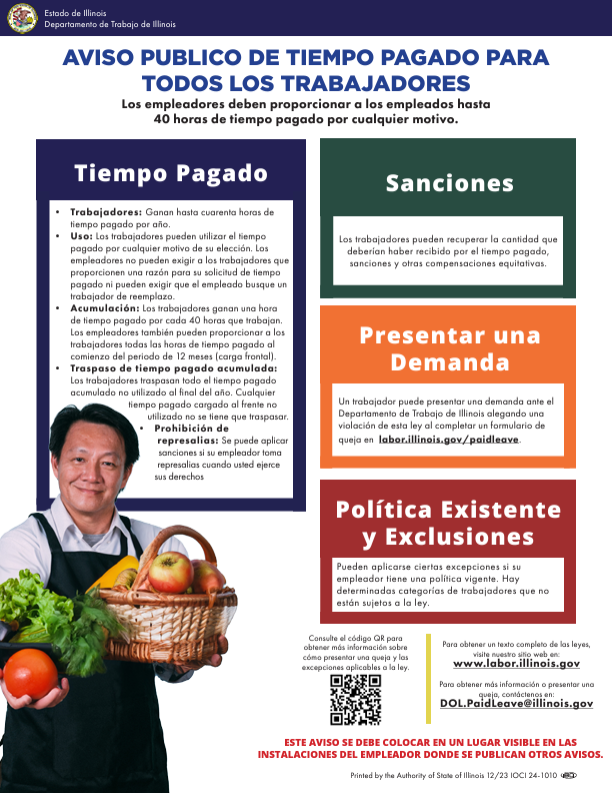 Estado de Illinois
Departamento de Trabajo de Illinois
AVISO PUBLICO DE TIEMPO PAGADO PARA
TODOS LOS TRABAJADORES
Los empleadores deben proporcionar a los empleados hasta
40 horas de tiempo pagado por cualquier motivo.
Tiempo Pagado
• Trabajadores: Ganan hasta cuarenta horas de
tiempo pagado por año.
• Uso: Los trabajadores pueden utilizar el tiempo
pagado por cualquier motivo de su elección. Los
empleadores no pueden exigir a los trabajadores que
proporcionen una razón para su solicitud de tiempo
pagado ni pueden exigir que el empleado busque un
trabajador de reemplazo.
• Acumulación: Los trabajadores ganan una hora
de tiempo pagado por cada 40 horas que trabajan.
Los empleadores también pueden proporcionar a los
trabajadores todas las horas de tiempo pagado al
comienzo del periodo de 12 meses (carga frontal).
• Traspaso de tiempo pagado acumulada:
Los trabajadores traspasan todo el tiempo pagado
acumulado no utilizado al final del año. Cualquier
tiempo pagado cargado al frente no
utilizado no se tiene que traspasar.
• Prohibición de
represalias: Se puede aplicar
sanciones si su empleador toma
represalias cuando usted ejerce
sus derechos
Sanciones
Los trabajadores pueden recuperar la cantidad que
deberían haber recibido por el tiempo pagado,
sanciones y otras compensaciones equitativas.
Presentar una
Demanda
Un trabajador puede presentar una demanda ante el
Departamento de Trabajo de Illinois alegando una
violación de esta ley al completar un formulario de
queja en labor.illinois.gov/paidleave.
Política Existente
y Exclusiones
Pueden aplicarse ciertas excepciones si su
empleador tiene una política vigente. Hay
determinadas categorías de trabajadores que no
están sujetos a la ley.
Consulte el código QR para
obtener más información sobre
cómo presentar una queja y las
excepciones aplicables a la ley.
Para obtener un texto completo de las leyes,
visite nuestro sitio web en:
www.labor.illinois.gov
Para obtener más información o presentar una
queja, contáctenos en:
DOL.PaidLeave@illinois.gov
ESTE AVISO SE DEBE COLOCAR EN UN LUGAR VISIBLE EN LAS
INSTALACIONES DEL EMPLEADOR DONDE SE PUBLICAN OTROS AVISOS.
Printed by the Authority of State of Illinois 12/23 IOCI 24-1010